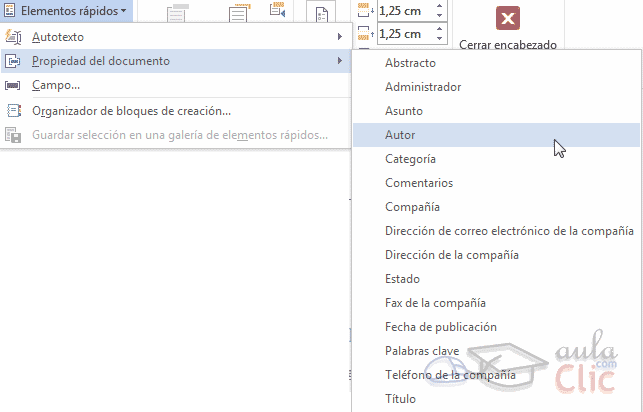 Elementos rápidos
1,25 cm
1,25 cm
Cerrar encabezado
Autotexto
Propiedad del documento
Campo...
Organizador de bloques de creación...
Guardar selección en una galería de elementos rápidos...
Abstracto
Administrador
Asunto
Autor
Categoría
Comentarios
Compañía
Dirección de correo electrónico de la compañía
Dirección de la compañía
Estado
Fax de la compañía
Fecha de publicación
Palabras clave
Teléfono de la compañía
Título
aula
.com
Clic